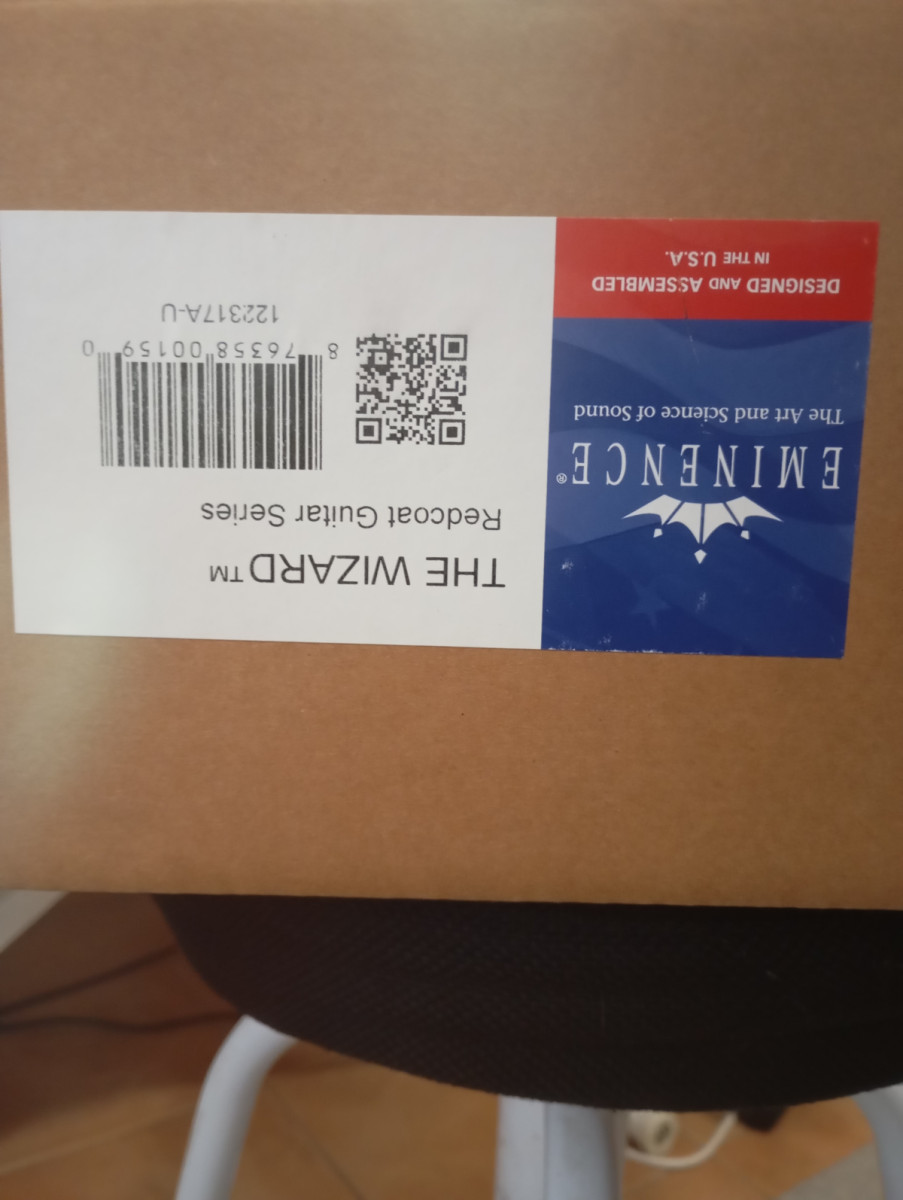 THE WIZARD™
Redcoat Guitar Series
8 76358 00159 0
122317A-U
EMINENCE®
The Art and Science of Sound
DESIGNED AND ASSEMBLED
IN THE U.S.A.